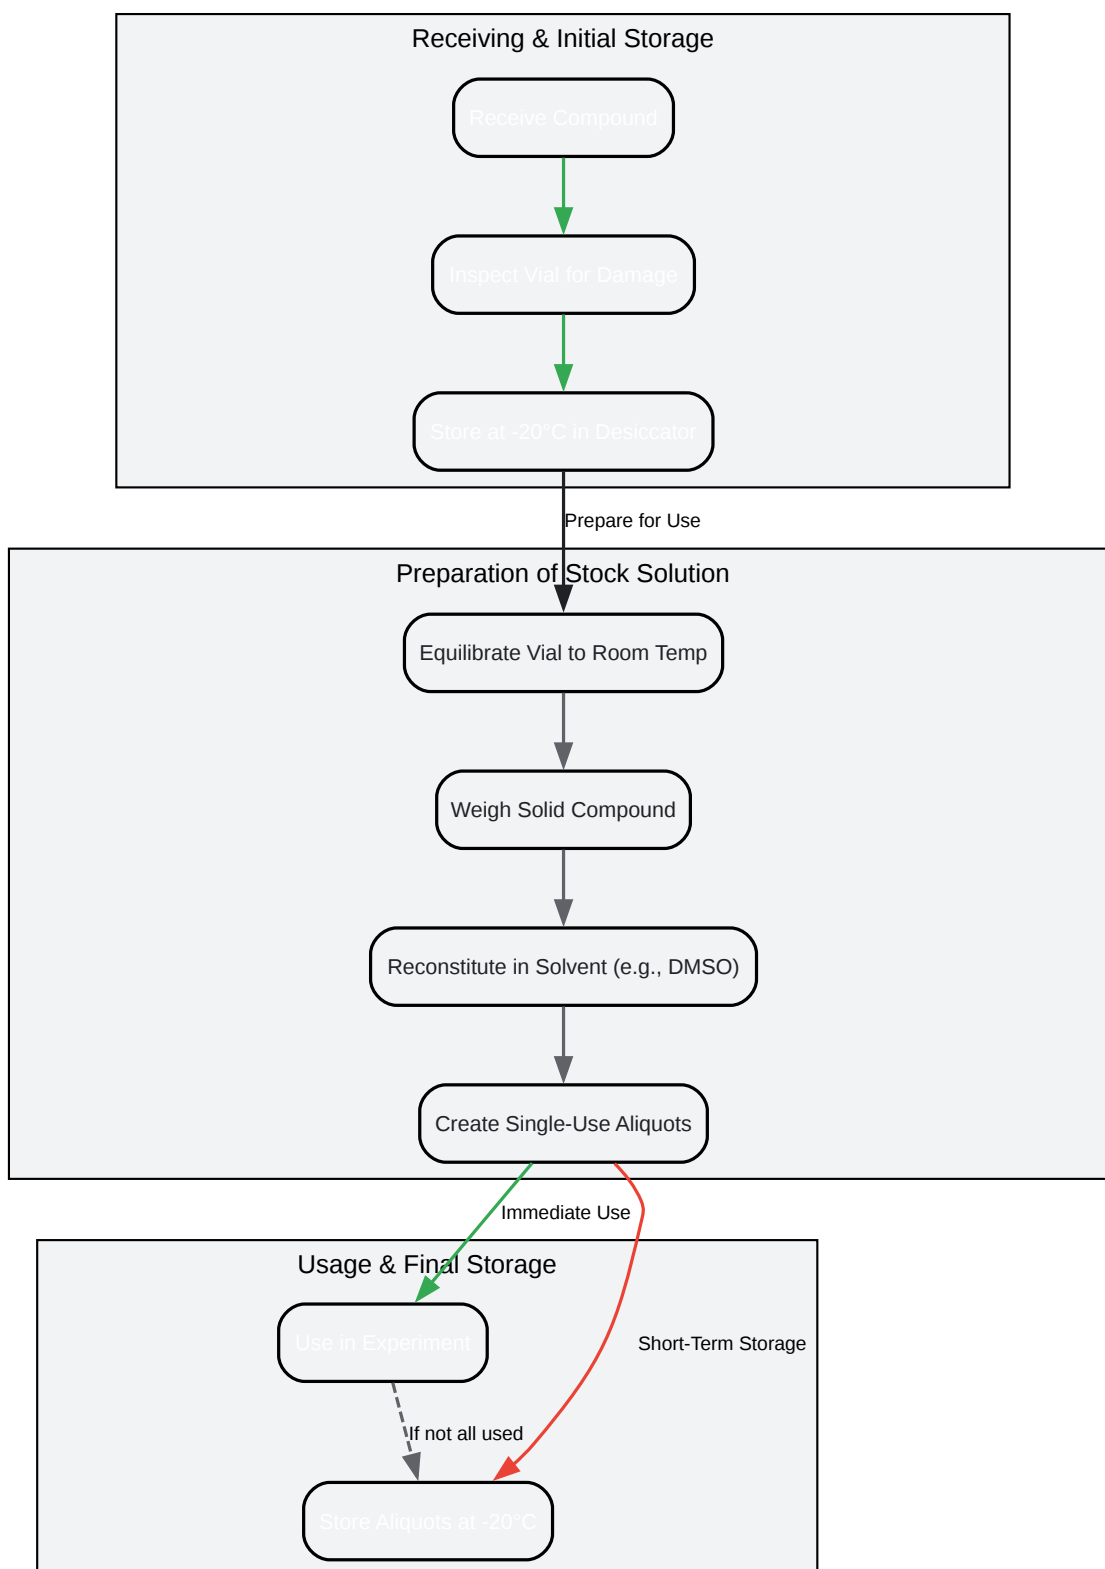 Receiving & Initial Storage
Receive Compound
Inspect Vial for Damage
Store at -20°C in Desiccator
Prepare for Use
Preparation of Stock Solution
Equilibrate Vial to Room Temp
Weigh Solid Compound
Reconstitute in Solvent (e.g., DMSO)
Create Single-Use Aliquots
Immediate Use
Usage & Final Storage
Use in Experiment
Short-Term Storage
If not all used
Store Aliquots at -20°C